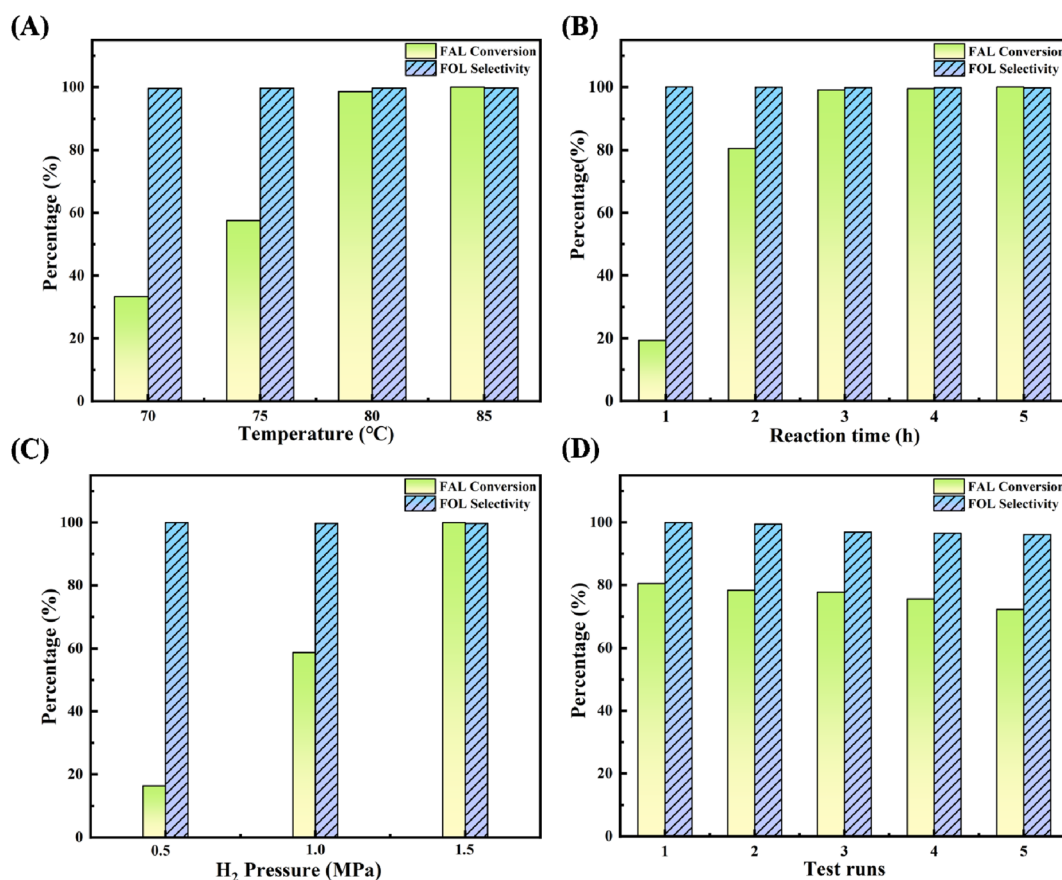 (A)
FAL Conversion
FOL Selectivity
Percentage (%)
100
80
60
40
20
0
70 75 80 85
Temperature (°C)
(B)
FAL Conversion
FOL Selectivity
Percentage(%)
100
80
60
40
20
0
1 2 3 4 5
Reaction time (h)
(C)
FAL Conversion
FOL Selectivity
Percentage (%)
100
80
60
40
20
0
0.5 1.0 1.5
H₂ Pressure (MPa)
(D)
FAL Conversion
FOL Selectivity
Percentage (%)
100
80
60
40
20
0
1 2 3 4 5
Test runs